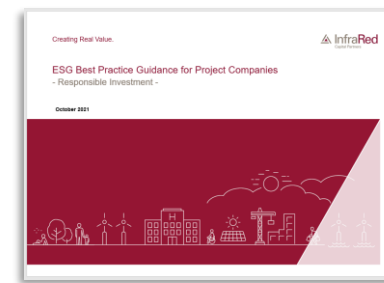 Creating Real Value.
InfraRed
Capital Partners
ESG Best Practice Guidance for Project Companies
- Responsible Investment -
October 2021
H